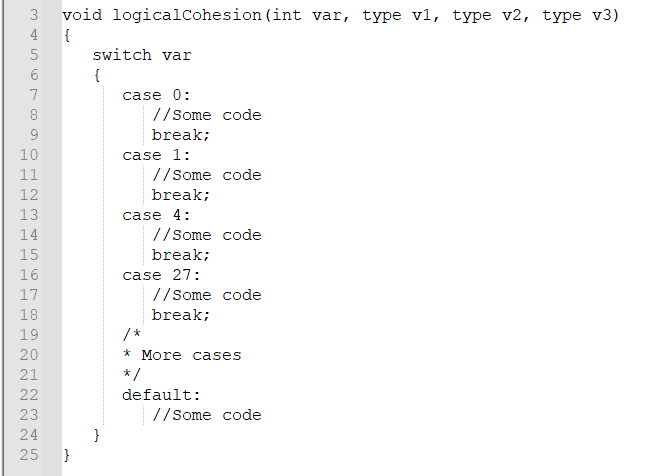 3 void logicalCohesion(int var, type v1, type v2, type v3)
4 {
5    switch var
6    {
7       case 0:
8          //Some code
9          break;
10       case 1:
11          //Some code
12          break;
13       case 4:
14          //Some code
15          break;
16       case 27:
17          //Some code
18          break;
19       /*
20       * More cases
21       */
22       default:
23          //Some code
24    }
25 }